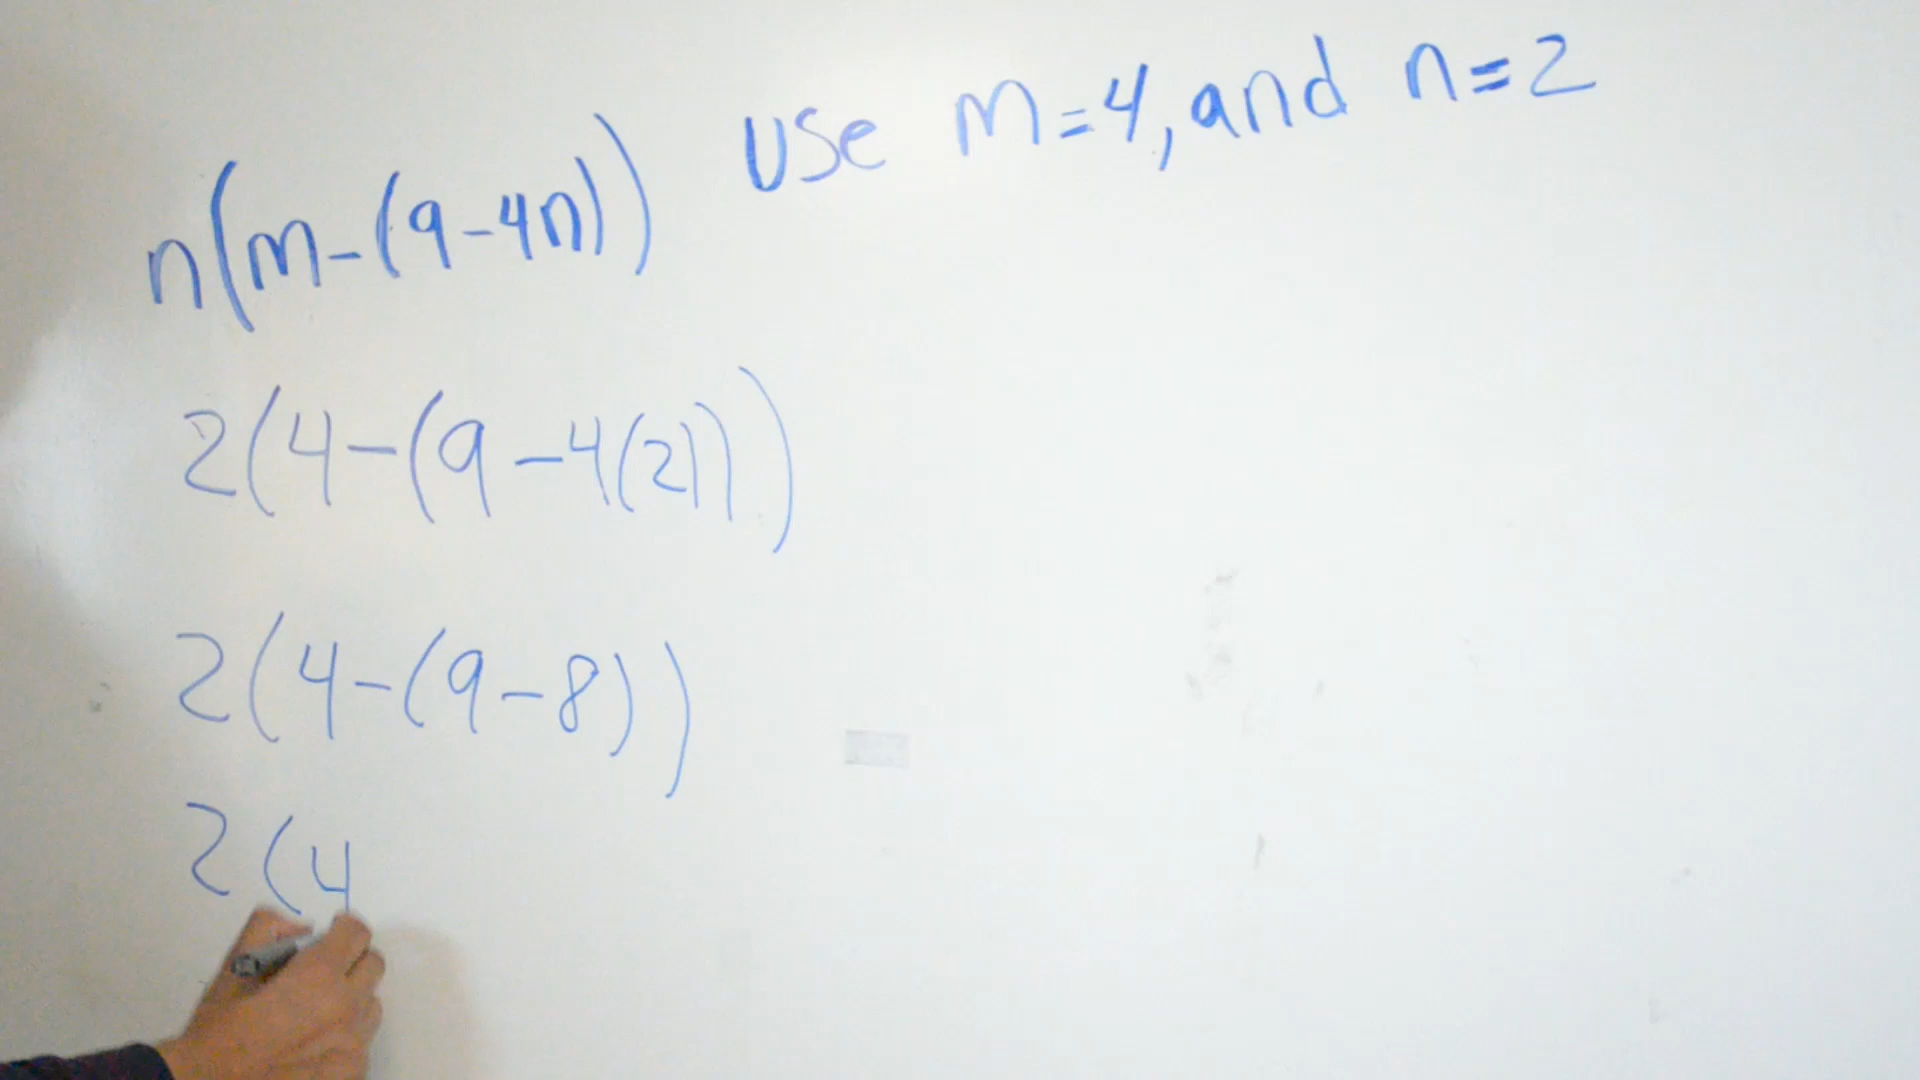 n(m-(9-4n)) Use m=4, and n=2
2(4-(9-4(2)))
2(4-(9-8))
2(4